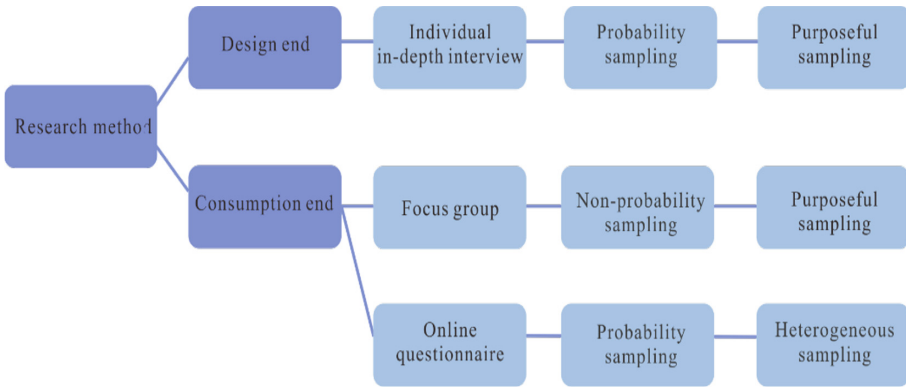 Research method
Design end
Individual
in-depth interview
Probability
sampling
Purposeful
sampling
Consumption end
Focus group
Non-probability
sampling
Purposeful
sampling
Online
questionnaire
Probability
sampling
Heterogeneous
sampling